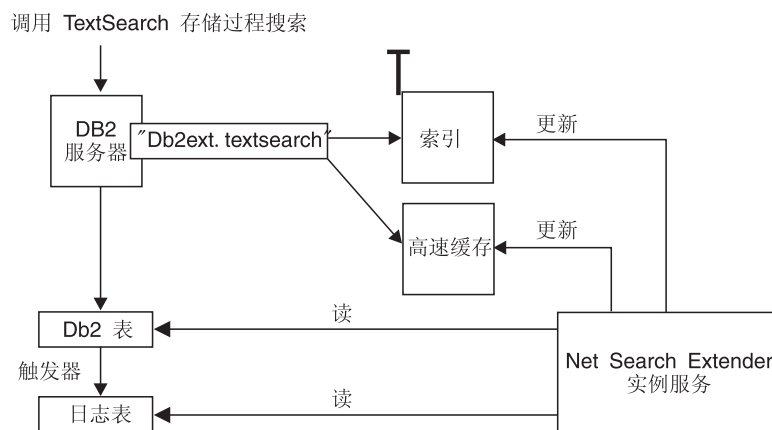 调用 TextSearch 存储过程搜索
DB2
服务器
"Db2ext. textsearch"
索引
更新
高速缓存
更新
Db2 表
读
触发器
Net Search Extender
实例服务
日志表
读